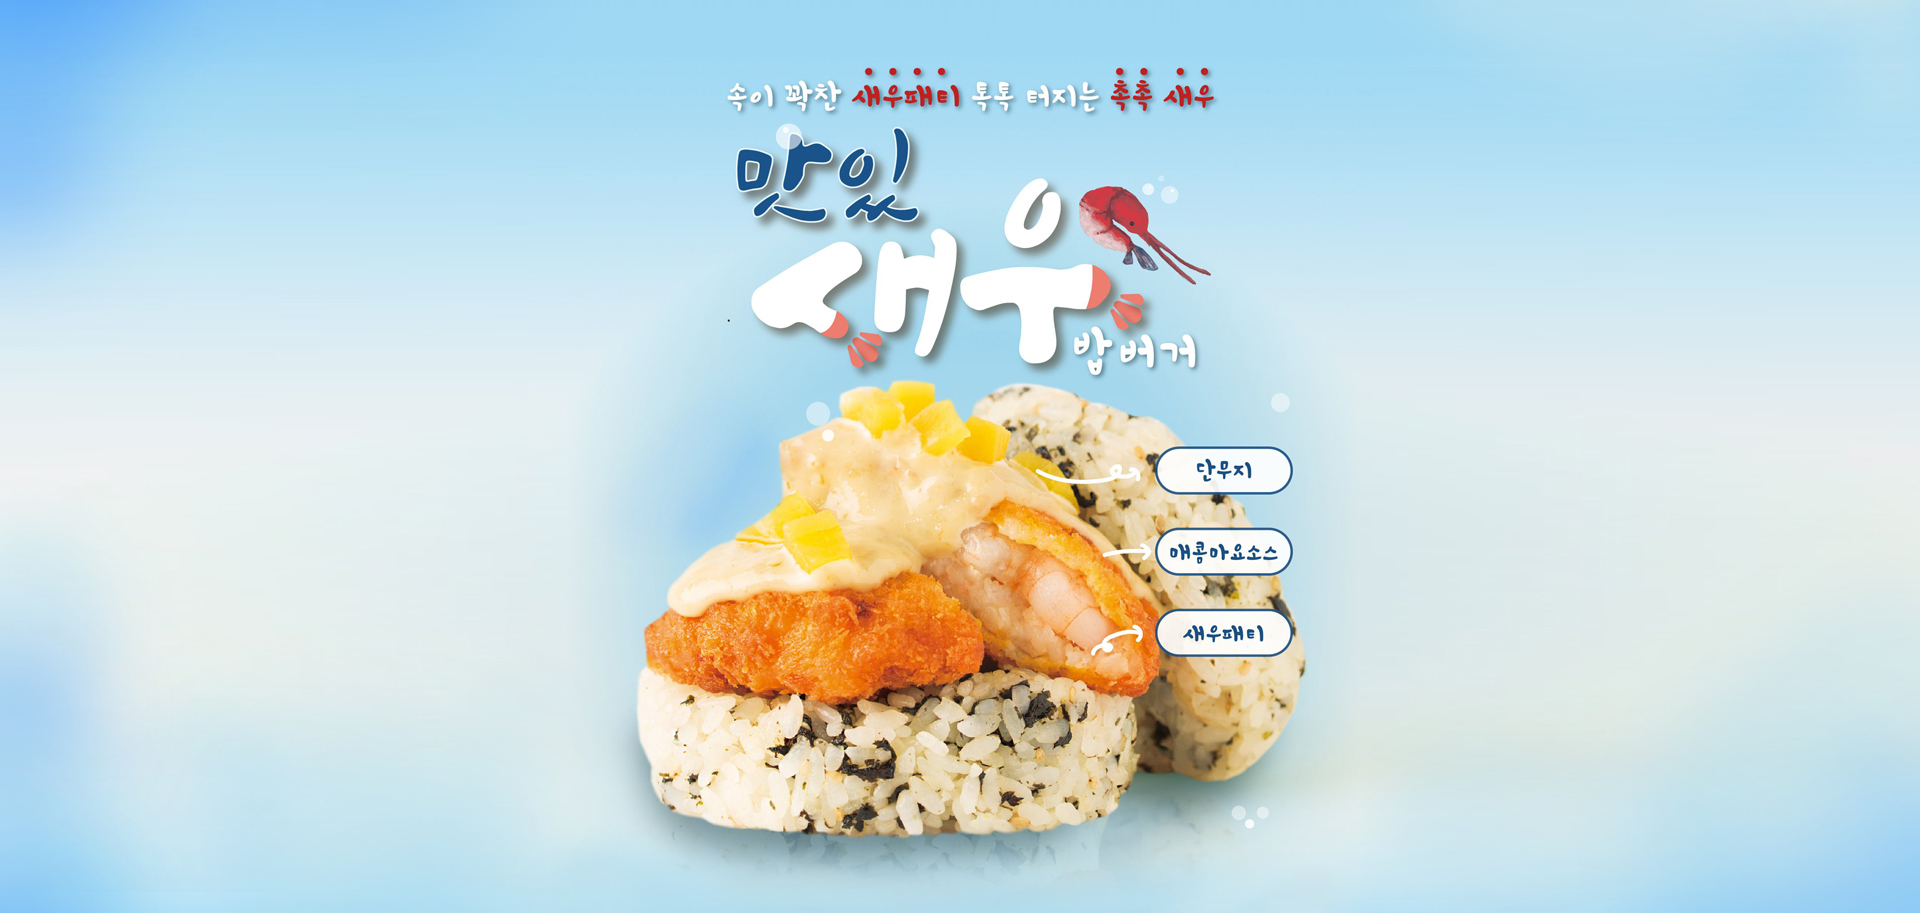 속이 꽉찬 새우패티 톡톡 터지는 촉촉 새우
맛있
새우
밥버거
단무지
매콤마요소스
새우패티